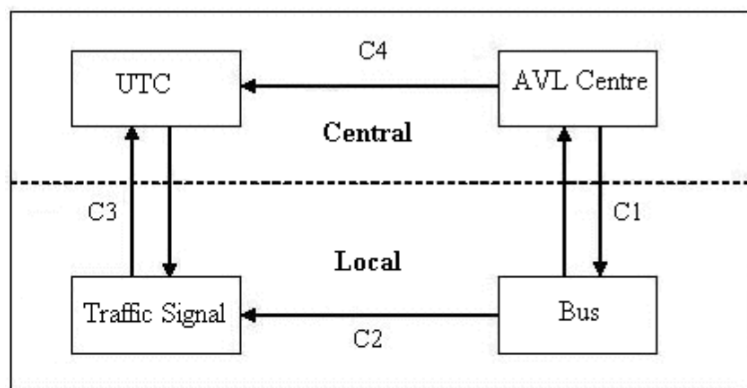 C4
UTC
AVL Centre
Central
C3
C1
Local
Traffic Signal
Bus
C2